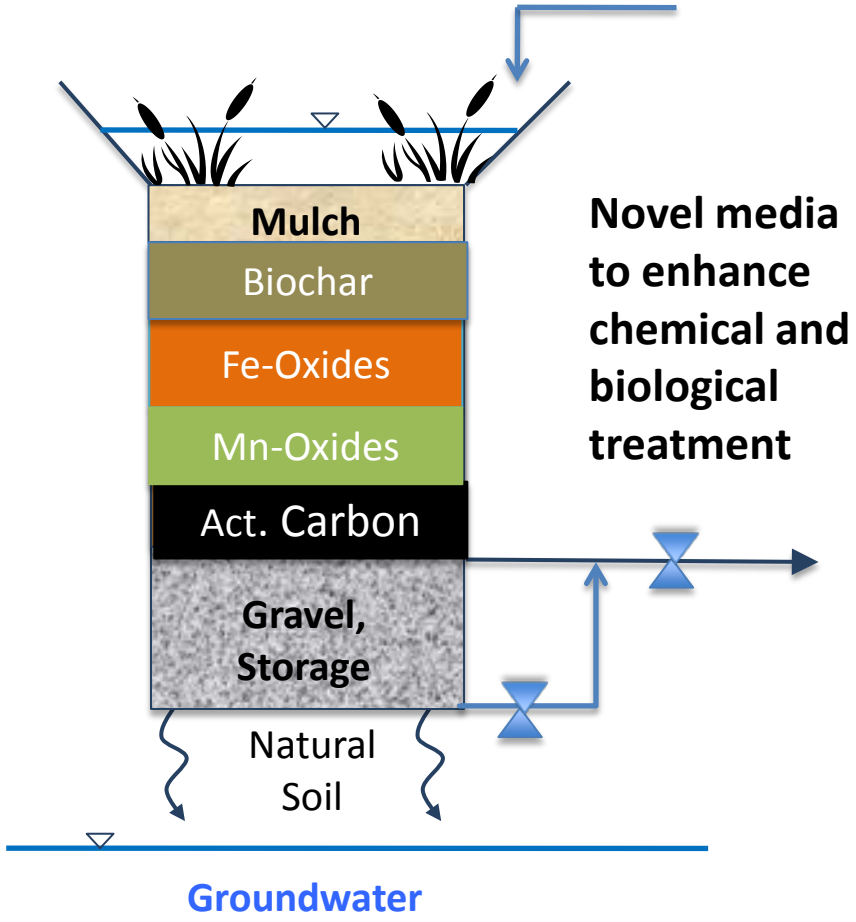 Mulch
Biochar
Fe-Oxides
Mn-Oxides
Act. Carbon
Gravel,
Storage
Natural
Soil
Groundwater
Novel media
to enhance
chemical and
biological
treatment